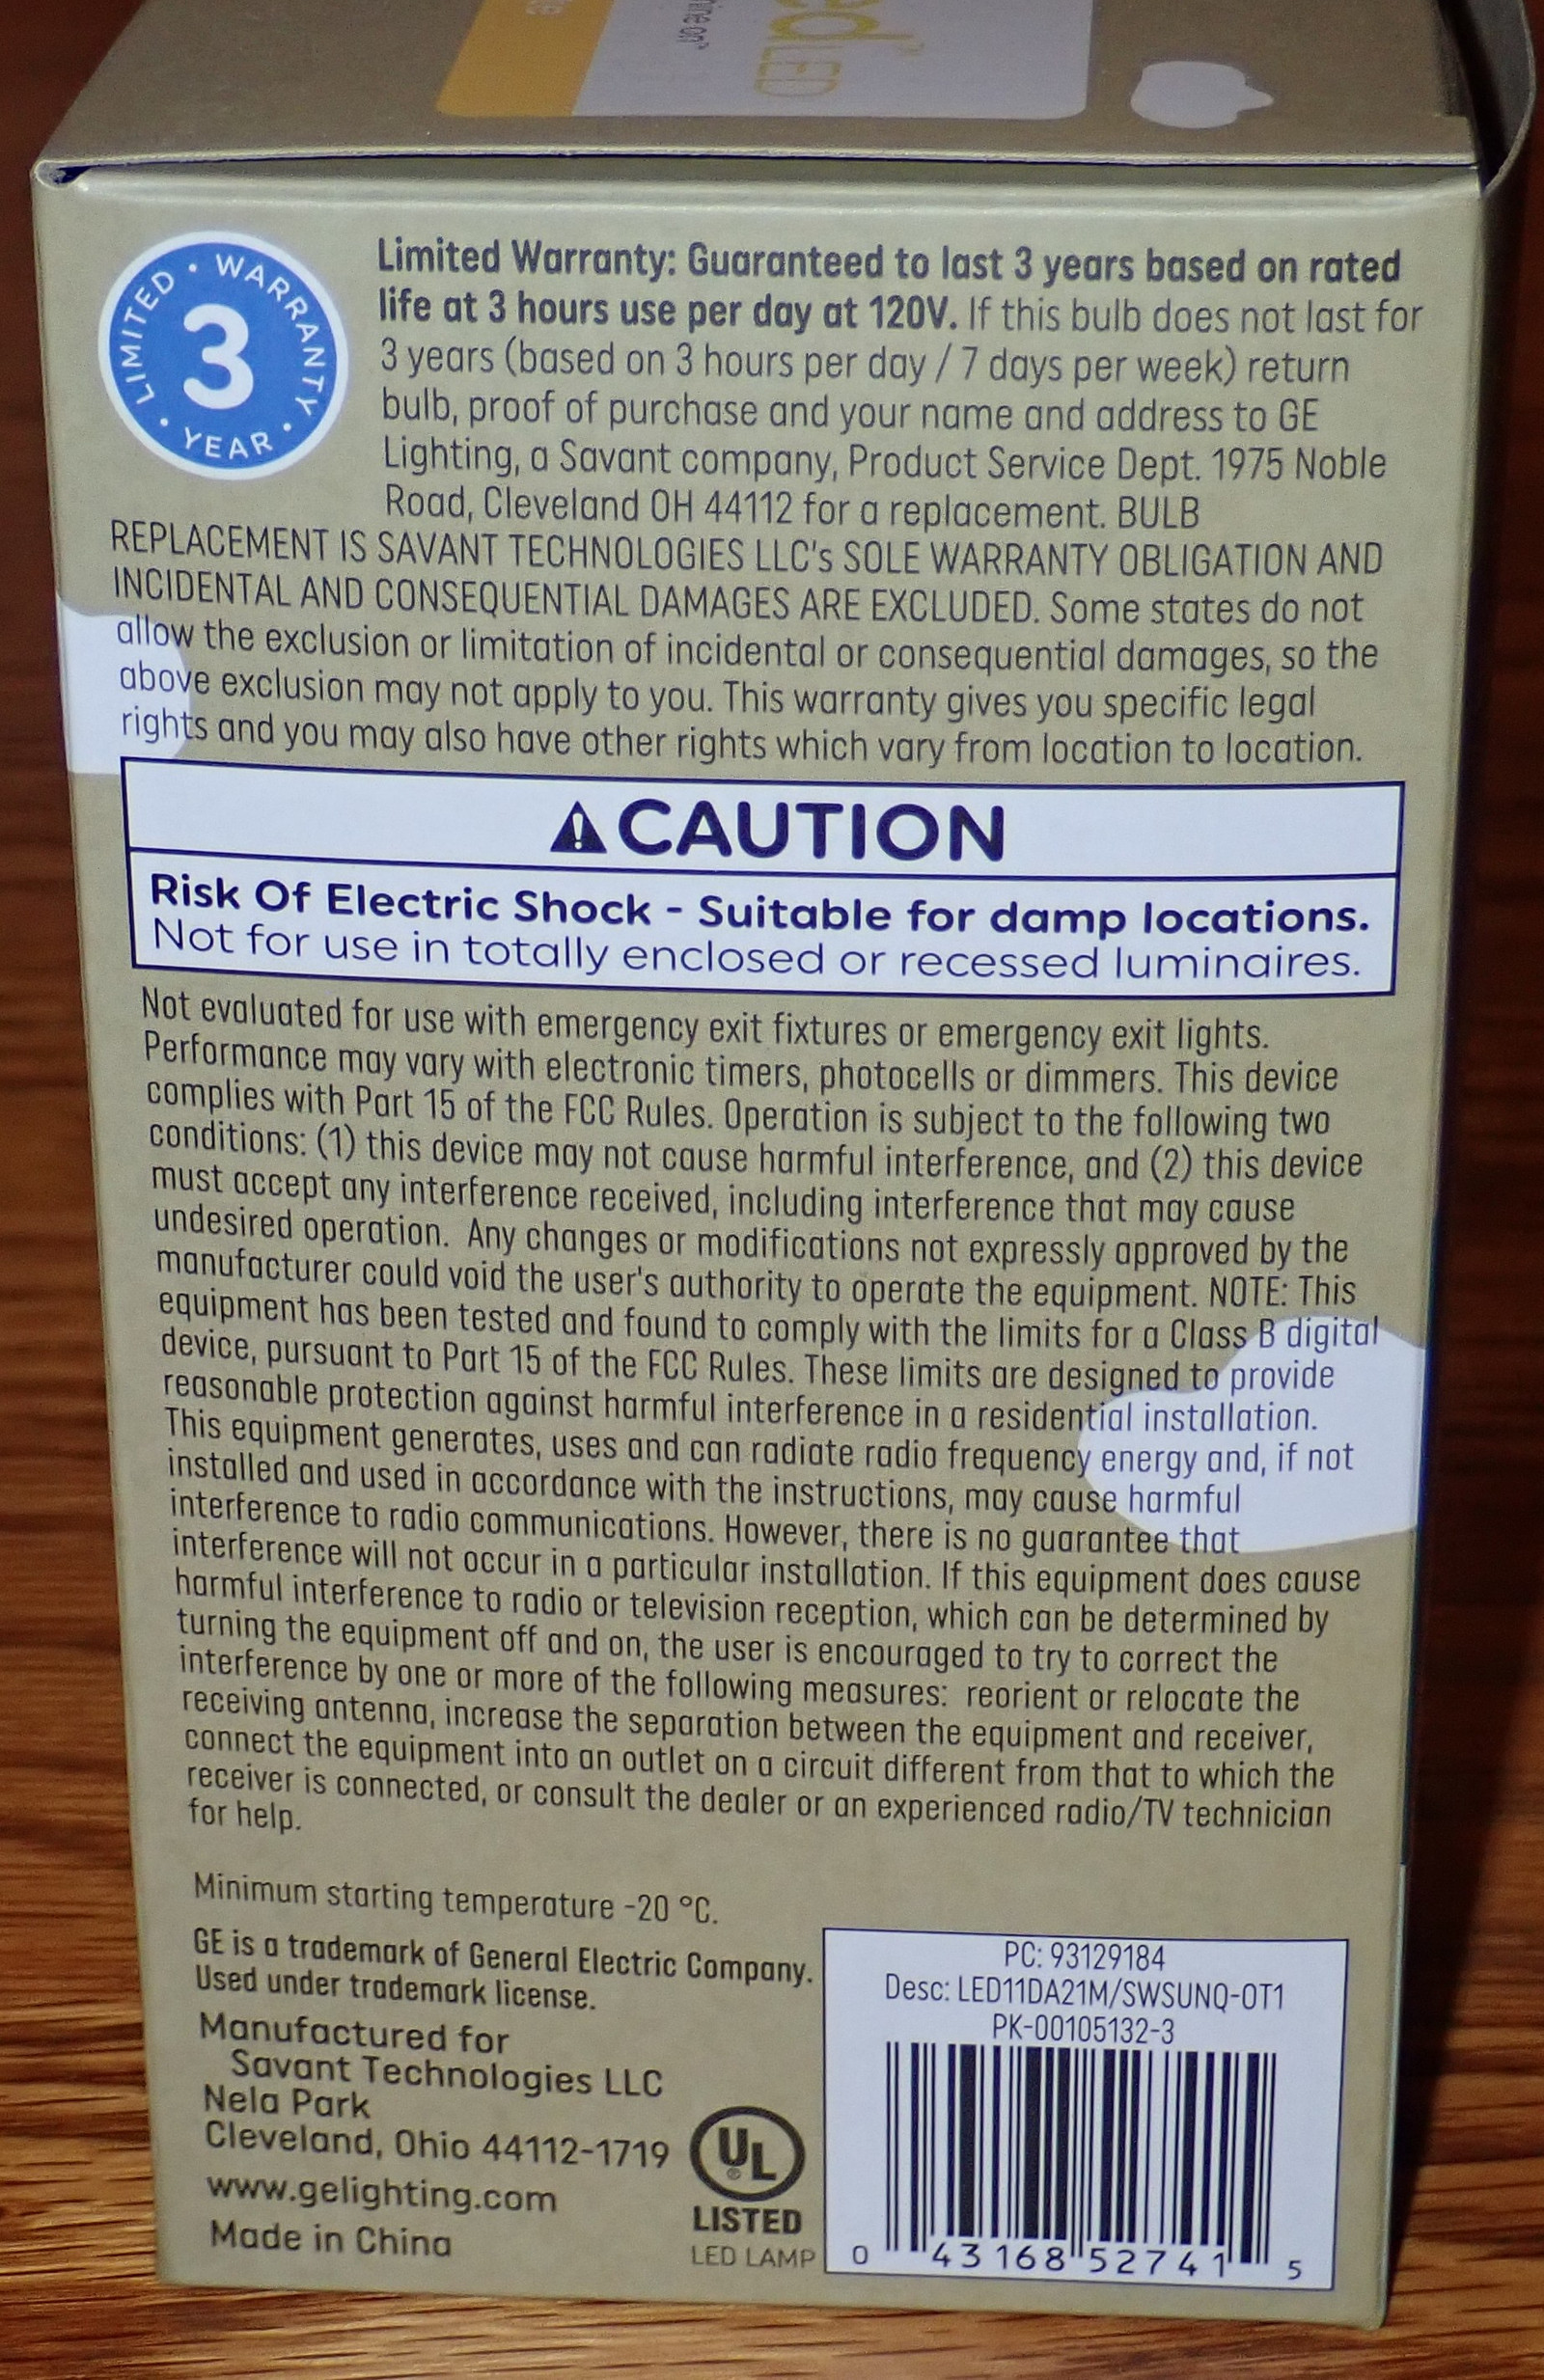 LED
LIMITED • WARRANTY •
3
• YEAR •
Limited Warranty: Guaranteed to last 3 years based on rated
life at 3 hours use per day at 120V. If this bulb does not last for
3 years (based on 3 hours per day / 7 days per week) return
bulb, proof of purchase and your name and address to GE
Lighting, a Savant company, Product Service Dept. 1975 Noble
Road, Cleveland OH 44112 for a replacement. BULB
REPLACEMENT IS SAVANT TECHNOLOGIES LLC's SOLE WARRANTY OBLIGATION AND
INCIDENTAL AND CONSEQUENTIAL DAMAGES ARE EXCLUDED. Some states do not
allow the exclusion or limitation of incidental or consequential damages, so the
above exclusion may not apply to you. This warranty gives you specific legal
rights and you may also have other rights which vary from location to location.
CAUTION
Risk Of Electric Shock - Suitable for damp locations.
Not for use in totally enclosed or recessed luminaires.
Not evaluated for use with emergency exit fixtures or emergency exit lights.
Performance may vary with electronic timers, photocells or dimmers. This device
complies with Part 15 of the FCC Rules. Operation is subject to the following two
conditions: (1) this device may not cause harmful interference, and (2) this device
must accept any interference received, including interference that may cause
undesired operation. Any changes or modifications not expressly approved by the
manufacturer could void the user's authority to operate the equipment. NOTE: This
equipment has been tested and found to comply with the limits for a Class B digital
device, pursuant to Part 15 of the FCC Rules. These limits are designed to provide
reasonable protection against harmful interference in a residential installation.
This equipment generates, uses and can radiate radio frequency energy and, if not
installed and used in accordance with the instructions, may cause harmful
interference to radio communications. However, there is no guarantee that
interference will not occur in a particular installation. If this equipment does cause
harmful interference to radio or television reception, which can be determined by
turning the equipment off and on, the user is encouraged to try to correct the
interference by one or more of the following measures: reorient or relocate the
receiving antenna, increase the separation between the equipment and receiver,
connect the equipment into an outlet on a circuit different from that to which the
receiver is connected, or consult the dealer or an experienced radio/TV technician
for help.
Minimum starting temperature -20 °C.
GE is a trademark of General Electric Company.
Used under trademark license.
Manufactured for
Savant Technologies LLC
Nela Park
Cleveland, Ohio 44112-1719
www.gelighting.com
Made in China
UL
®
LISTED
LED LAMP
PC: 93129184
Desc: LED11DA21M/SWSUNQ-OT1
PK-00105132-3
0 43168 52741 5